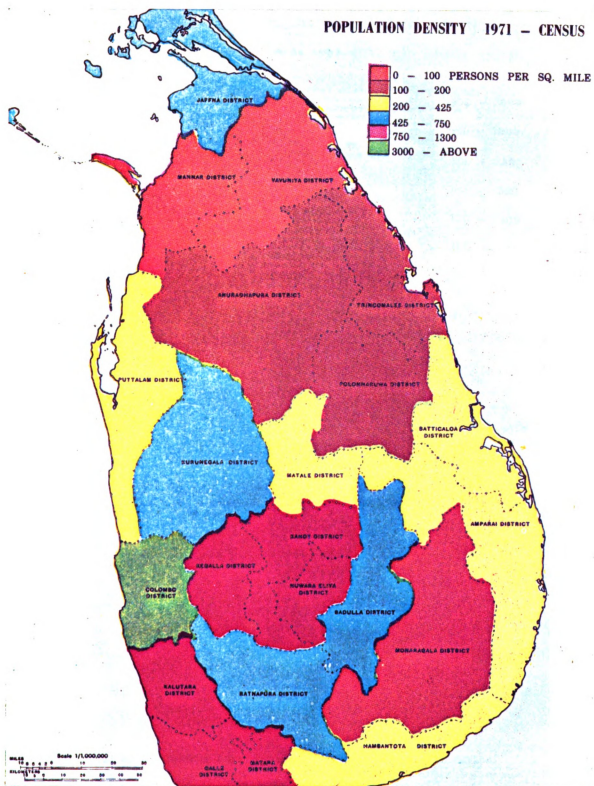 POPULATION DENSITY 1971 – CENSUS
0 – 100 PERSONS PER SQ. MILE
100 – 200
200 – 425
425 – 750
750 – 1300
3000 – ABOVE
JAFFNA DISTRICT
MANNAR DISTRICT
VAVUNIYA DISTRICT
ANURADHAPURA DISTRICT
TRINCOMALEE DISTRICT
POLONNARUWA DISTRICT
PUTTALAM DISTRICT
BATTICALOA
DISTRICT
KURUNEGALA DISTRICT
MATALE DISTRICT
AMPARAI DISTRICT
KANDY DISTRICT
KEGALLA DISTRICT
NUWARA ELIYA
DISTRICT
COLOMBO
DISTRICT
BADULLA DISTRICT
MONARAGALA DISTRICT
KALUTARA
DISTRICT
RATNAPURA DISTRICT
HAMBANTOTA DISTRICT
MATARA
DISTRICT
GALLE
DISTRICT
Scale 1/1,000,000
MILES
KILOMETERS